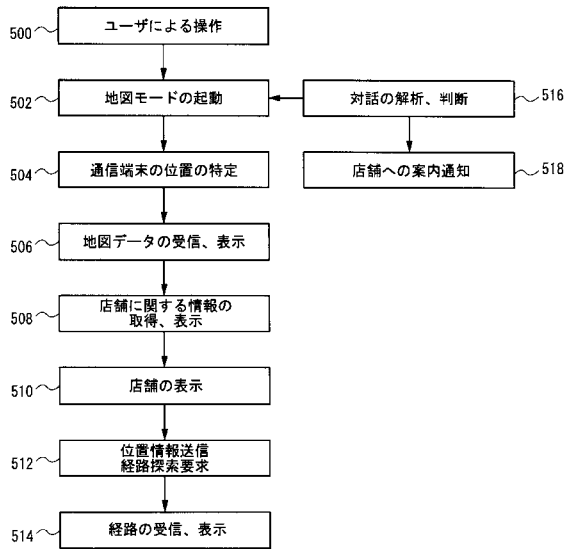 500
ユーザによる操作
502
地図モードの起動
対話の解析、判断
516
504
通信端末の位置の特定
店舗への案内通知
518
506
地図データの受信、表示
508
店舗に関する情報の
取得、表示
510
店舗の表示
512
位置情報送信
経路探索要求
514
経路の受信、表示